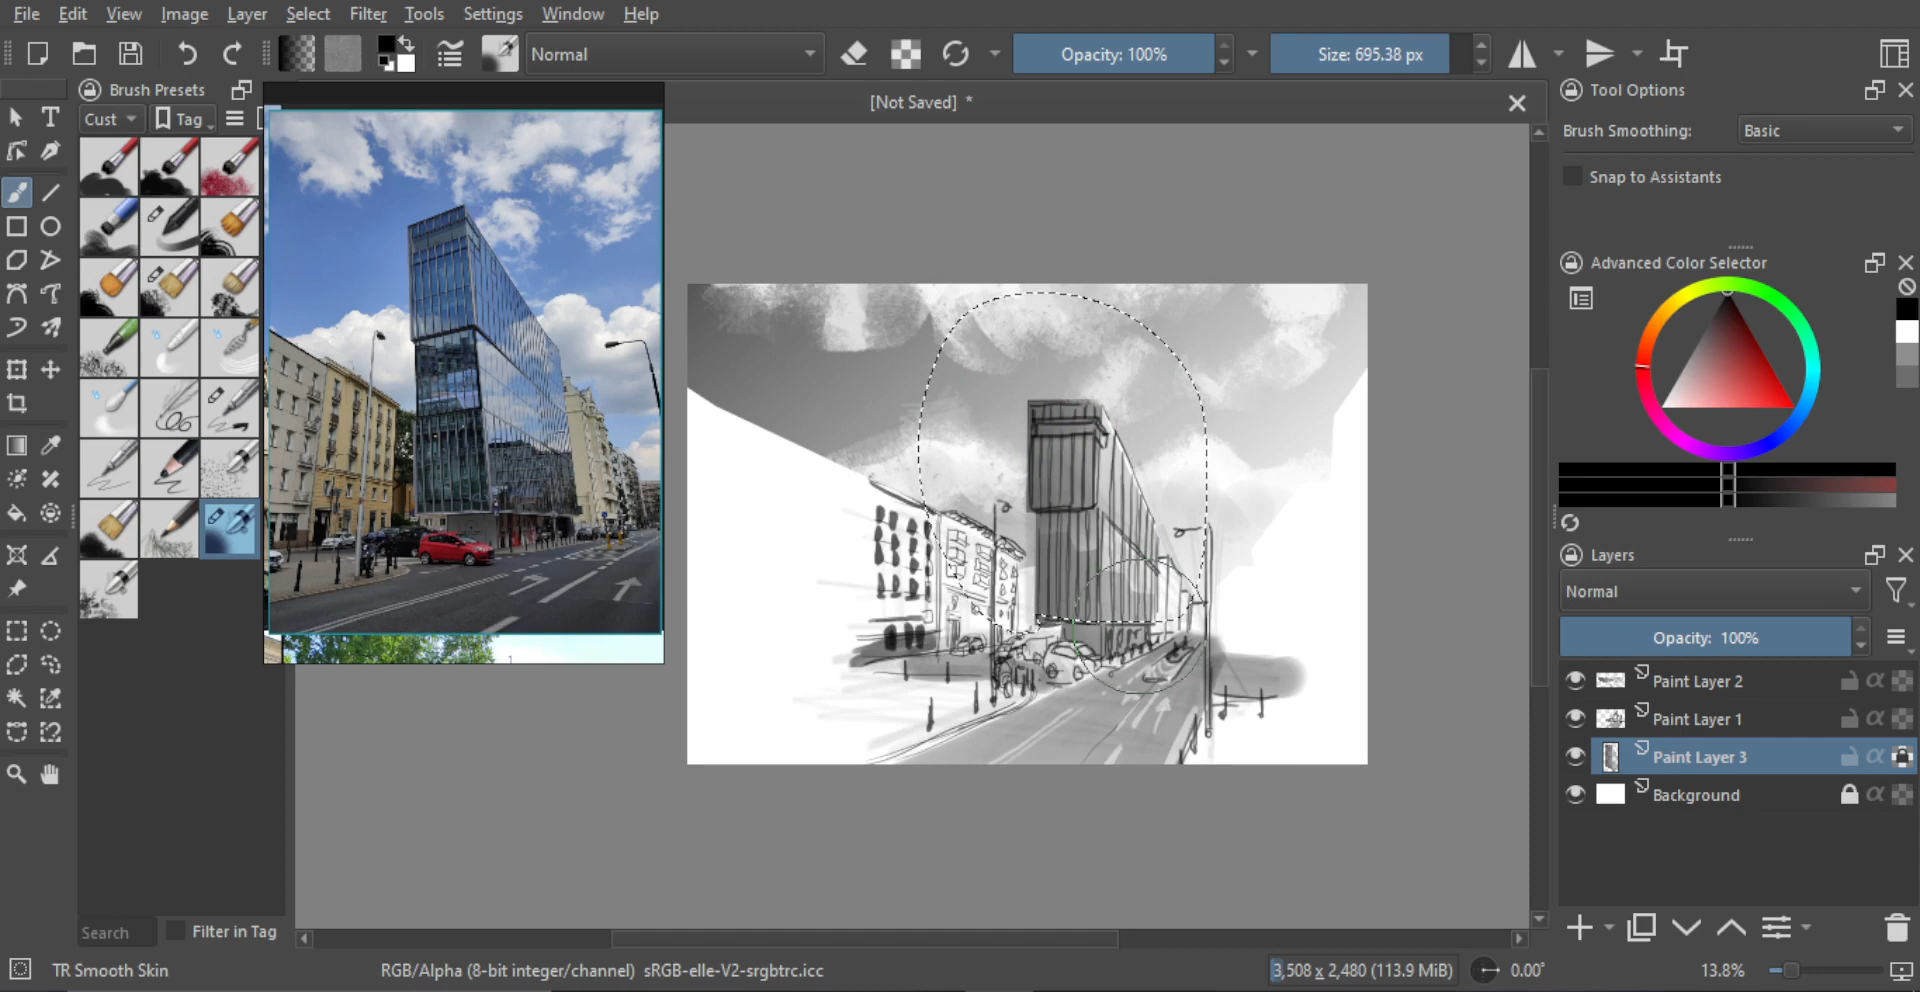 File Edit View Image Layer Select Filter Tools Settings Window Help
Normal
Opacity: 100%
Size: 695.38 px
Brush Presets
Cust
Tag
[Not Saved] *
Tool Options
Brush Smoothing:
Basic
Snap to Assistants
Advanced Color Selector
Layers
Normal
Opacity: 100%
Paint Layer 2
Paint Layer 1
Paint Layer 3
Background
Search
Filter in Tag
TR Smooth Skin
RGB/Alpha (8-bit integer/channel) sRGB-elle-V2-srgbtrc.icc
3,508 x 2,480 (113.9 MiB)
0.00°
13.8%